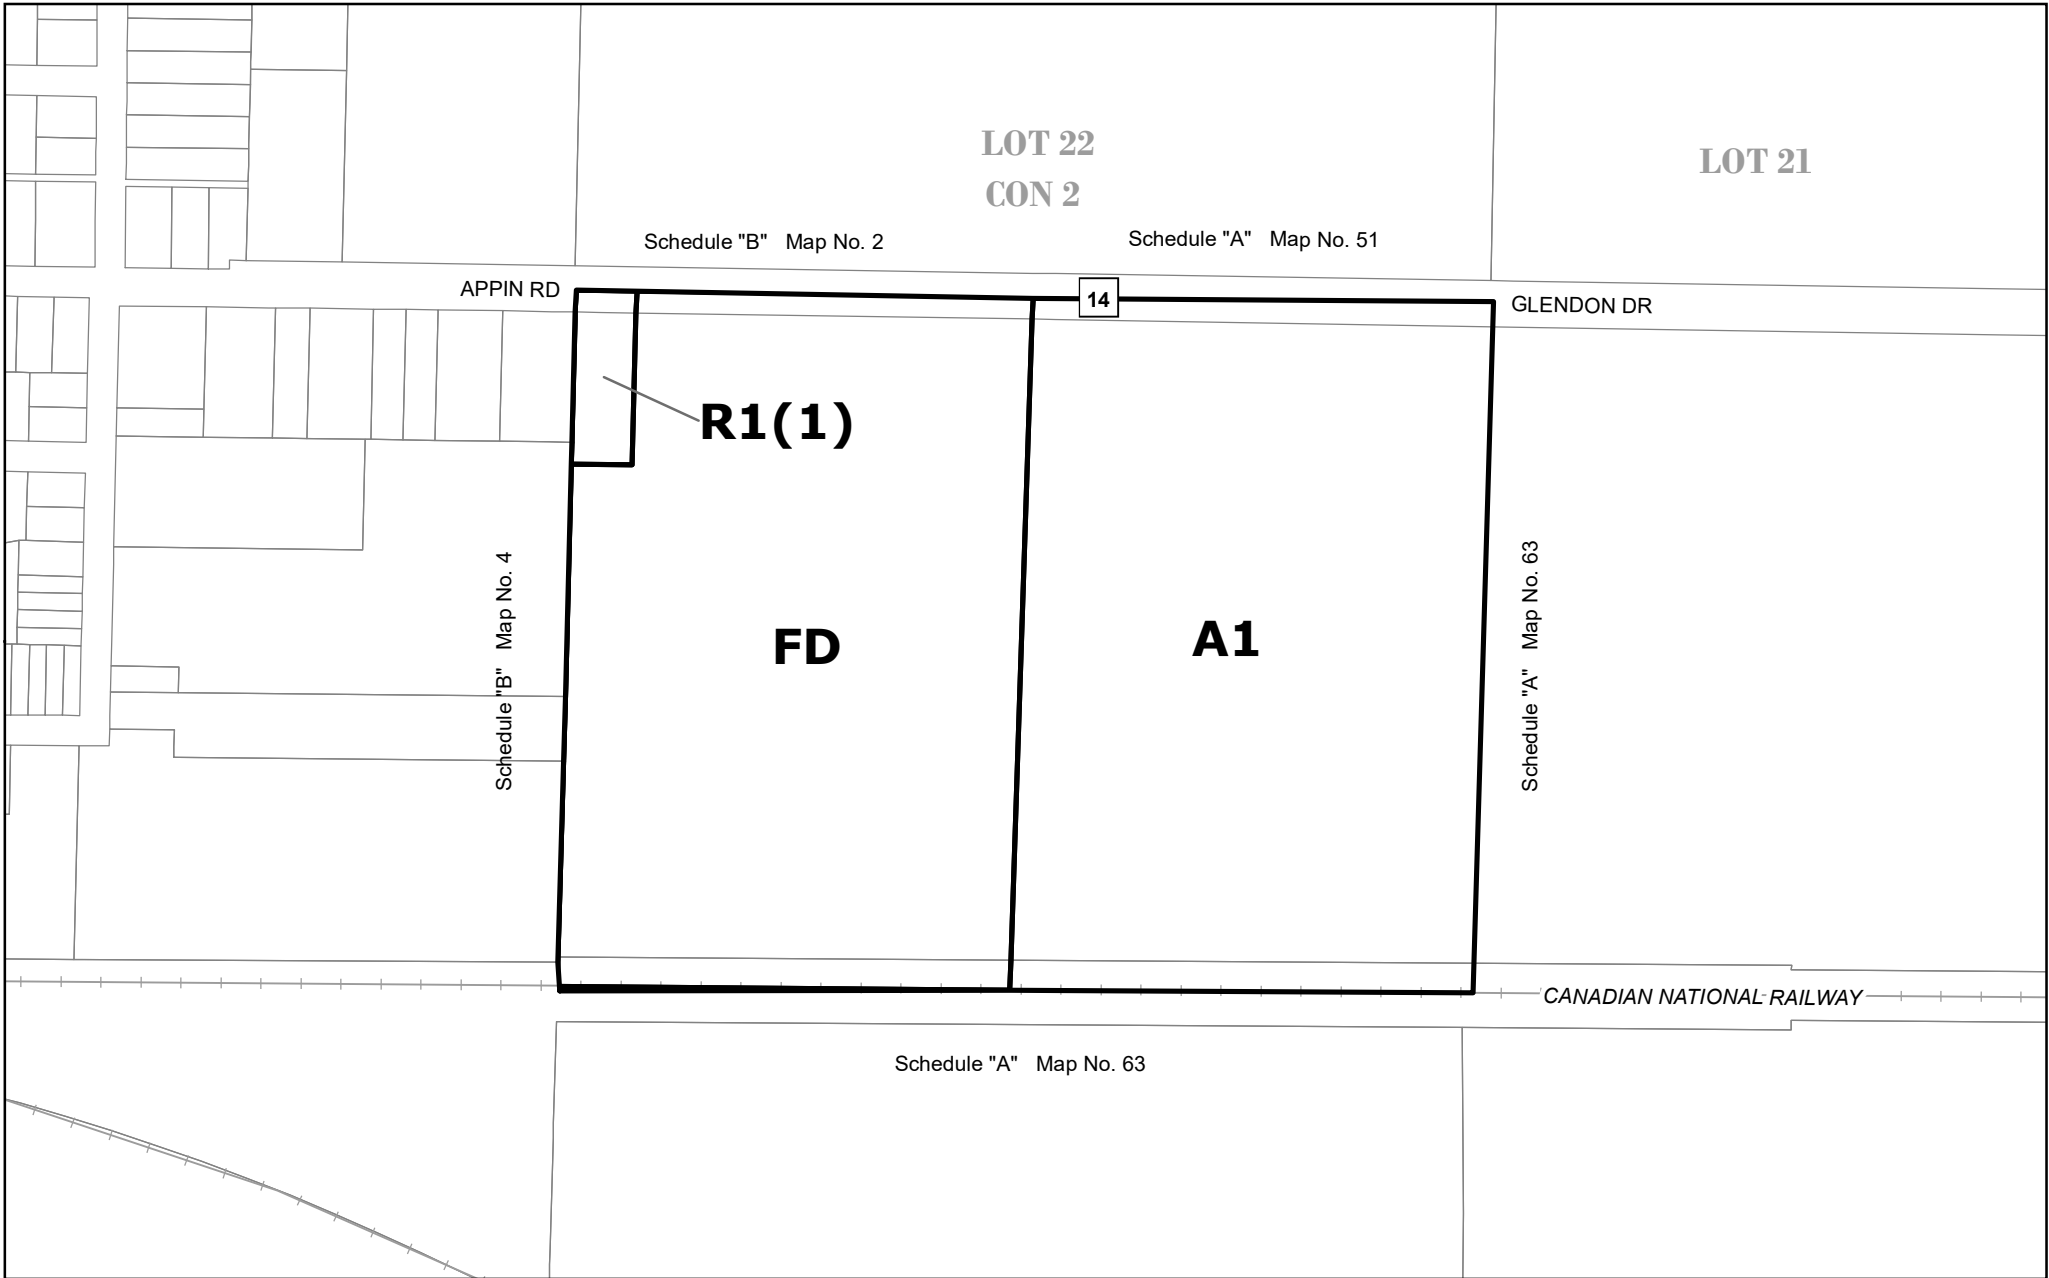 LOT 22
CON 2
LOT 21
Schedule "B" Map No. 2
Schedule "A" Map No. 51
APPIN RD
14
GLENDON DR
R1(1)
FD
A1
Schedule "B" Map No. 4
Schedule "A" Map No. 63
CANADIAN NATIONAL RAILWAY
Schedule "A" Map No. 63